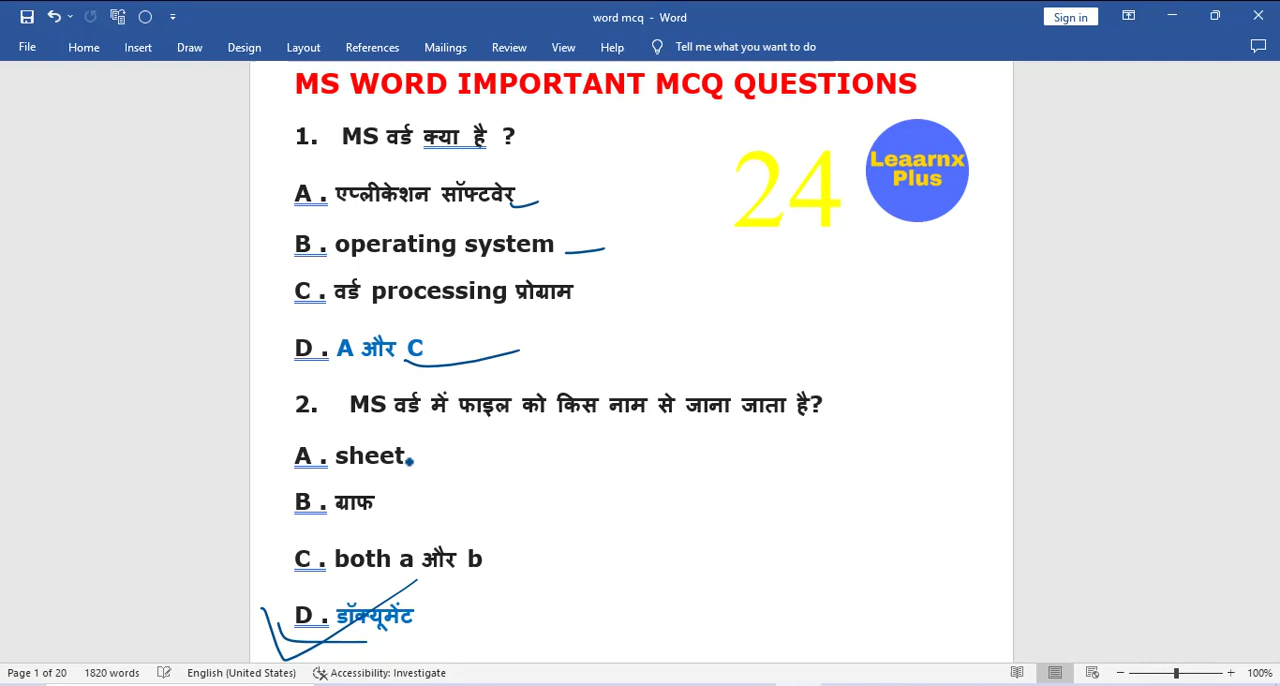 word mcq - Word
Sign in
File Home Insert Draw Design Layout References Mailings Review View Help Tell me what you want to do
MS WORD IMPORTANT MCQ QUESTIONS
1. MS वर्ड क्या है ?
24
Leaarnx
Plus
A . एप्लीकेशन सॉफ्टवेर
B . operating system
C . वर्ड processing प्रोग्राम
D . A और C
2. MS वर्ड में फाइल को किस नाम से जाना जाता है?
A . sheet
B . ग्राफ
C . both a और b
D . डॉक्यूमेंट
Page 1 of 20 1820 words English (United States) Accessibility: Investigate 100%